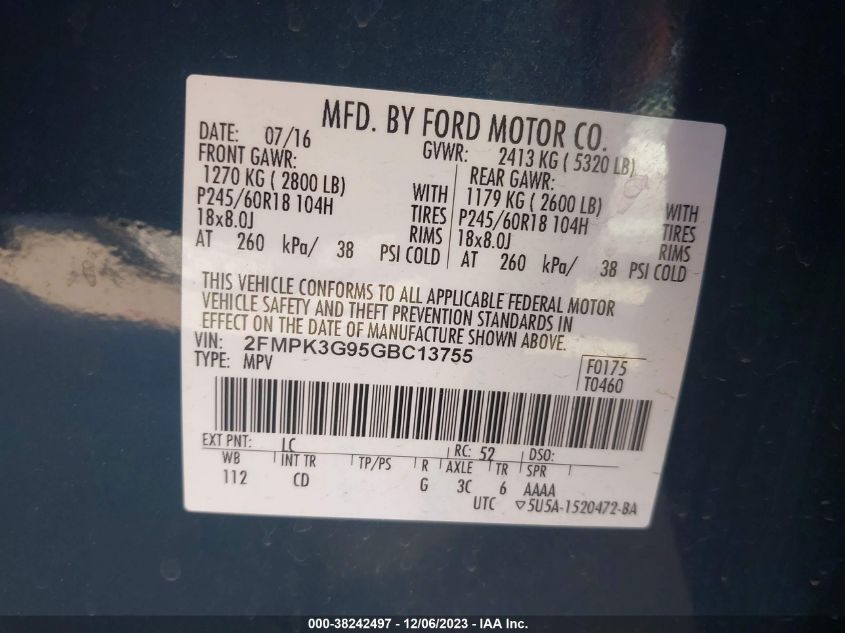 MFD. BY FORD MOTOR CO.
DATE: 07/16 GVWR: 2413 KG ( 5320 LB)
FRONT GAWR: REAR GAWR:
1270 KG ( 2800 LB) WITH 1179 KG ( 2600 LB) WITH
P245/60R18 104H TIRES P245/60R18 104H TIRES
18x8.0J RIMS 18x8.0J RIMS
AT 260 kPa/ 38 PSI COLD AT 260 kPa/ 38 PSI COLD
THIS VEHICLE CONFORMS TO ALL APPLICABLE FEDERAL MOTOR
VEHICLE SAFETY AND THEFT PREVENTION STANDARDS IN
EFFECT ON THE DATE OF MANUFACTURE SHOWN ABOVE.
VIN: 2FMPK3G95GBC13755
TYPE: MPV F0175
T0460
EXT PNT: LC RC: 52 DSO:
WB INT TR TP/PS R AXLE TR SPR
112 CD G 3C 6 AAAA
UTC ▽5U5A-1520472-BA
000-38242497 - 12/06/2023 - 1515 - IAA Inc.